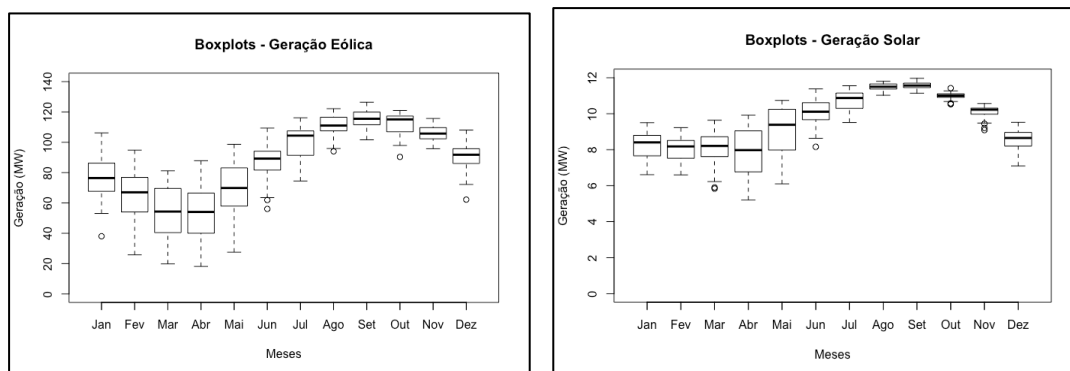 Boxplots - Geração Eólica
Geração (MW)
140
120
100
80
60
40
20
0
Jan Fev Mar Abr Mai Jun Jul Ago Set Out Nov Dez
Meses
Boxplots - Geração Solar
Geração (MW)
12
10
8
6
4
2
0
Jan Fev Mar Abr Mai Jun Jul Ago Set Out Nov Dez
Meses